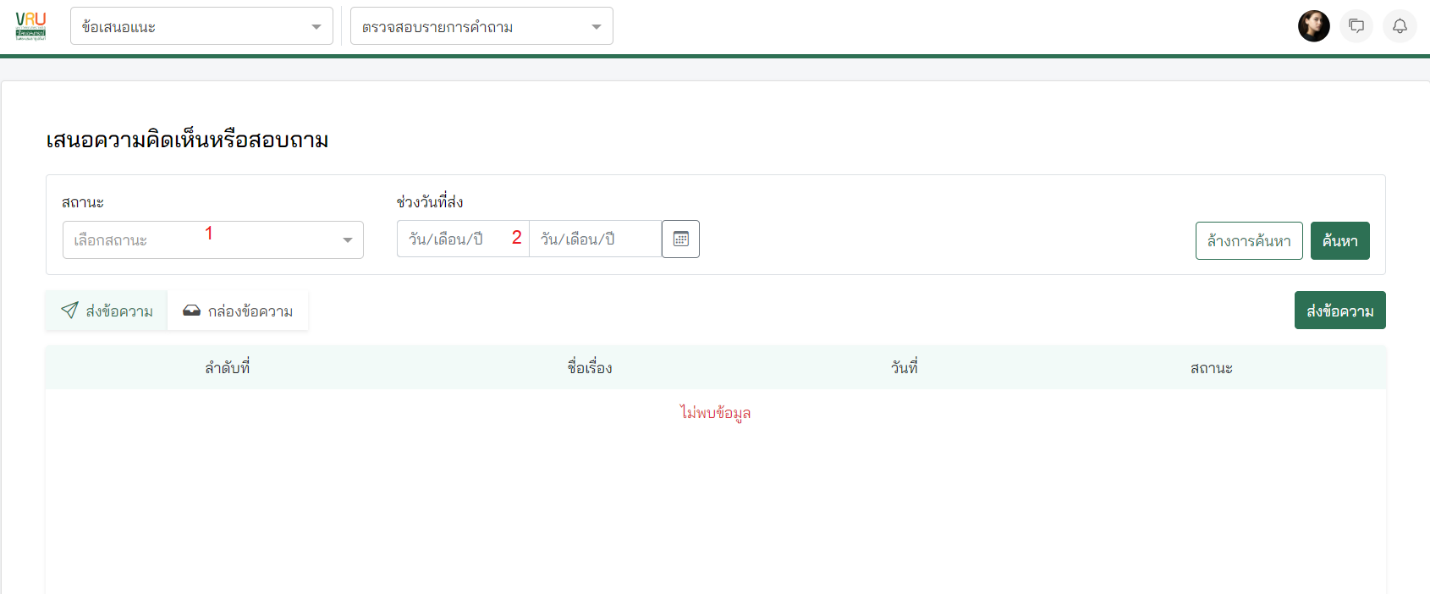 VRU
ข้อเสนอแนะ
ตรวจสอบรายการคำถาม
เสนอความคิดเห็นหรือสอบถาม
สถานะ
ช่วงวันที่ส่ง
เลือกสถานะ 1
วัน/เดือน/ปี 2 วัน/เดือน/ปี
ล้างการค้นหา
ค้นหา
ส่งข้อความ
กล่องข้อความ
ส่งข้อความ
ลำดับที่ ชื่อเรื่อง วันที่ สถานะ
ไม่พบข้อมูล